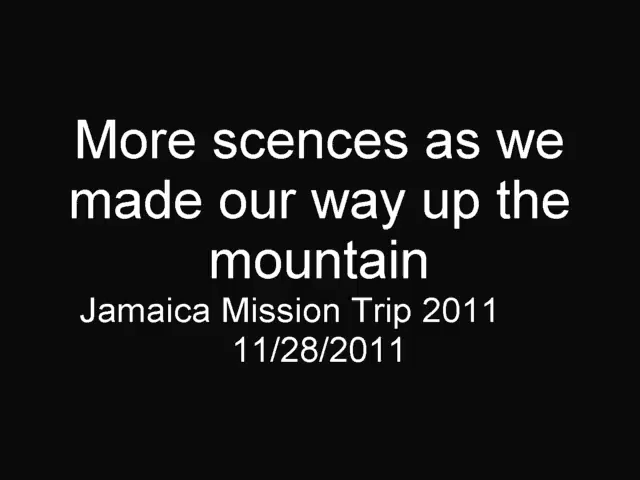 More scences as we
made our way up the
mountain
Jamaica Mission Trip 2011
11/28/2011